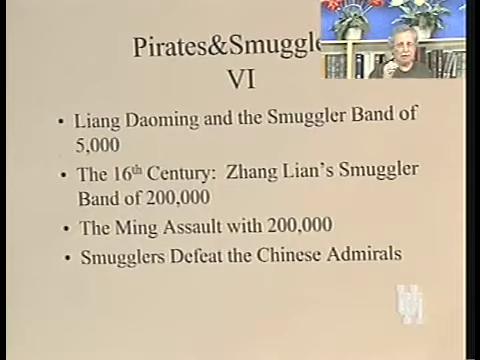 Pirates&Smuggle
VI
• Liang Daoming and the Smuggler Band of
5,000
• The 16th Century: Zhang Lian's Smuggler
Band of 200,000
• The Ming Assault with 200,000
• Smugglers Defeat the Chinese Admirals